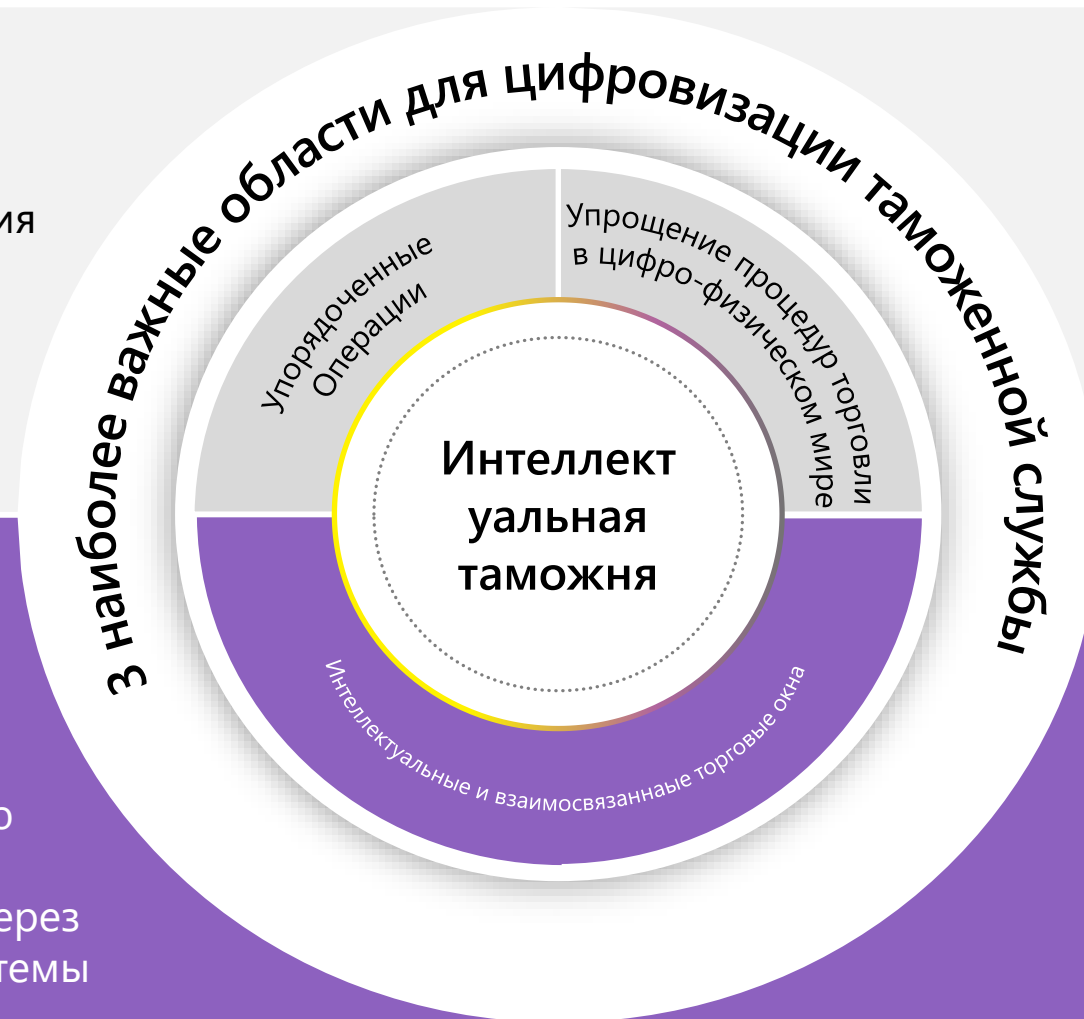 3 наиболее важные области для цифровизации таможенной службы
ия
Упорядоченные
Операции
Упрощение процедур торговли
в цифро-физическом мире
Интеллект
уальная
таможня
Интеллектуальные и взаимосвязаннаые торговые окна
о
ерез
темы